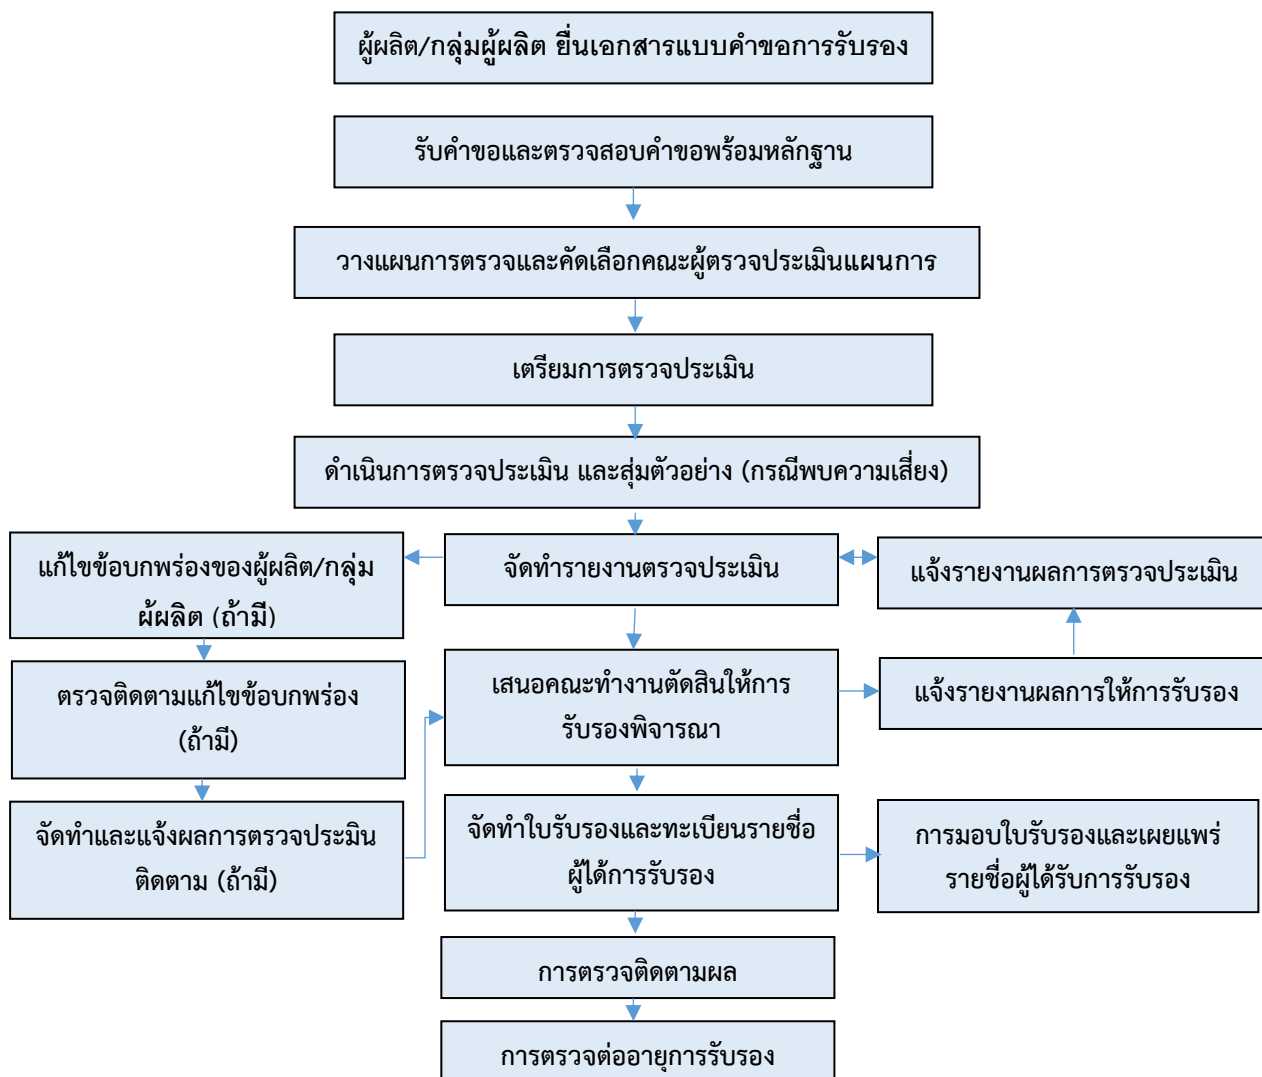 ผู้ผลิต/กลุ่มผู้ผลิต ยื่นเอกสารแบบคำขอการรับรอง
รับคำขอและตรวจสอบคำขอพร้อมหลักฐาน
วางแผนการตรวจและคัดเลือกคณะผู้ตรวจประเมินแผนการ
เตรียมการตรวจประเมิน
ดำเนินการตรวจประเมิน และสุ่มตัวอย่าง (กรณีพบความเสี่ยง)
แก้ไขข้อบกพร่องของผู้ผลิต/กลุ่ม
ผู้ผลิต (ถ้ามี)
จัดทำรายงานตรวจประเมิน
แจ้งรายงานผลการตรวจประเมิน
ตรวจติดตามแก้ไขข้อบกพร่อง
(ถ้ามี)
เสนอคณะทำงานตัดสินให้การ
รับรองพิจารณา
แจ้งรายงานผลการให้การรับรอง
จัดทำและแจ้งผลการตรวจประมิน
ติดตาม (ถ้ามี)
จัดทำใบรับรองและทะเบียนรายชื่อ
ผู้ได้การรับรอง
การมอบใบรับรองและเผยแพร่
รายชื่อผู้ได้รับการรับรอง
การตรวจติดตามผล
การตรวจต่ออายุการรับรอง